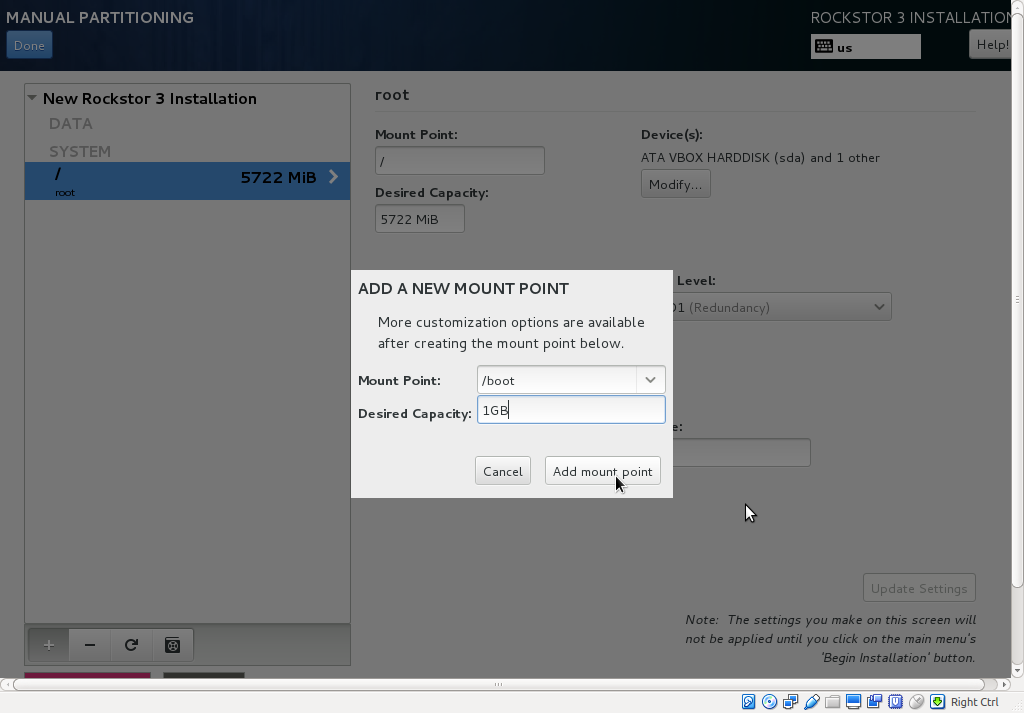 MANUAL PARTITIONING
ROCKSTOR 3 INSTALLATION
Done
us
Help!
New Rockstor 3 Installation
DATA
SYSTEM
/
root
5722 MiB
root
Mount Point:
/
Desired Capacity:
5722 MiB
Device(s):
ATA VBOX HARDDISK (sda) and 1 other
Modify...
Level:
(Redundancy)
ADD A NEW MOUNT POINT
More customization options are available
after creating the mount point below.
Mount Point:
/boot
Desired Capacity:
1GB
Cancel
Add mount point
Update Settings
Note: The settings you make on this screen will
not be applied until you click on the main menu's
'Begin Installation' button.
Right Ctrl